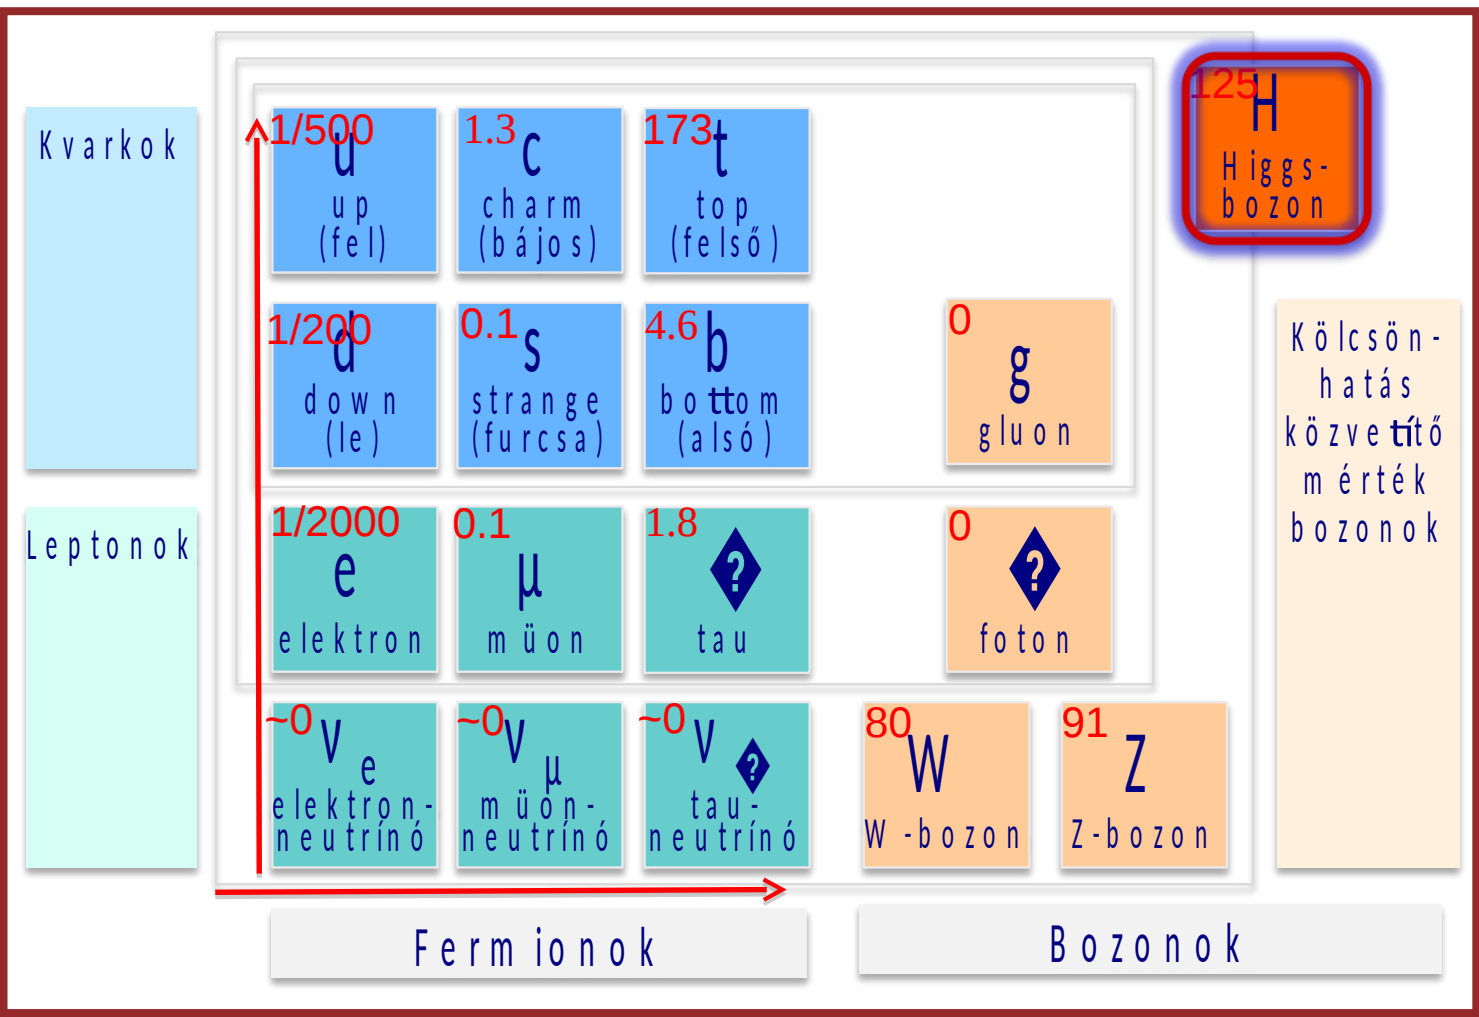 Kvarkok
Leptonok
1/500
u
up
(fel)
1.3
c
charm
(bájos)
173
t
top
(felső)
125
H
Higgs-
bozon
1/200
d
down
(le)
0.1
s
strange
(furcsa)
4.6
b
bottom
(alsó)
0
g
gluon
Kölcsön-
hatás
közvetítő
mérték
bozonok
1/2000
e
elektron
0.1
μ
müon
1.8
�
tau
0
�
foton
~0
ν e
elektron-
neutrínó
~0
ν μ
müon-
neutrínó
~0
ν �
tau-
neutrínó
80
W
W-bozon
91
Z
Z-bozon
Fermionok
Bozonok